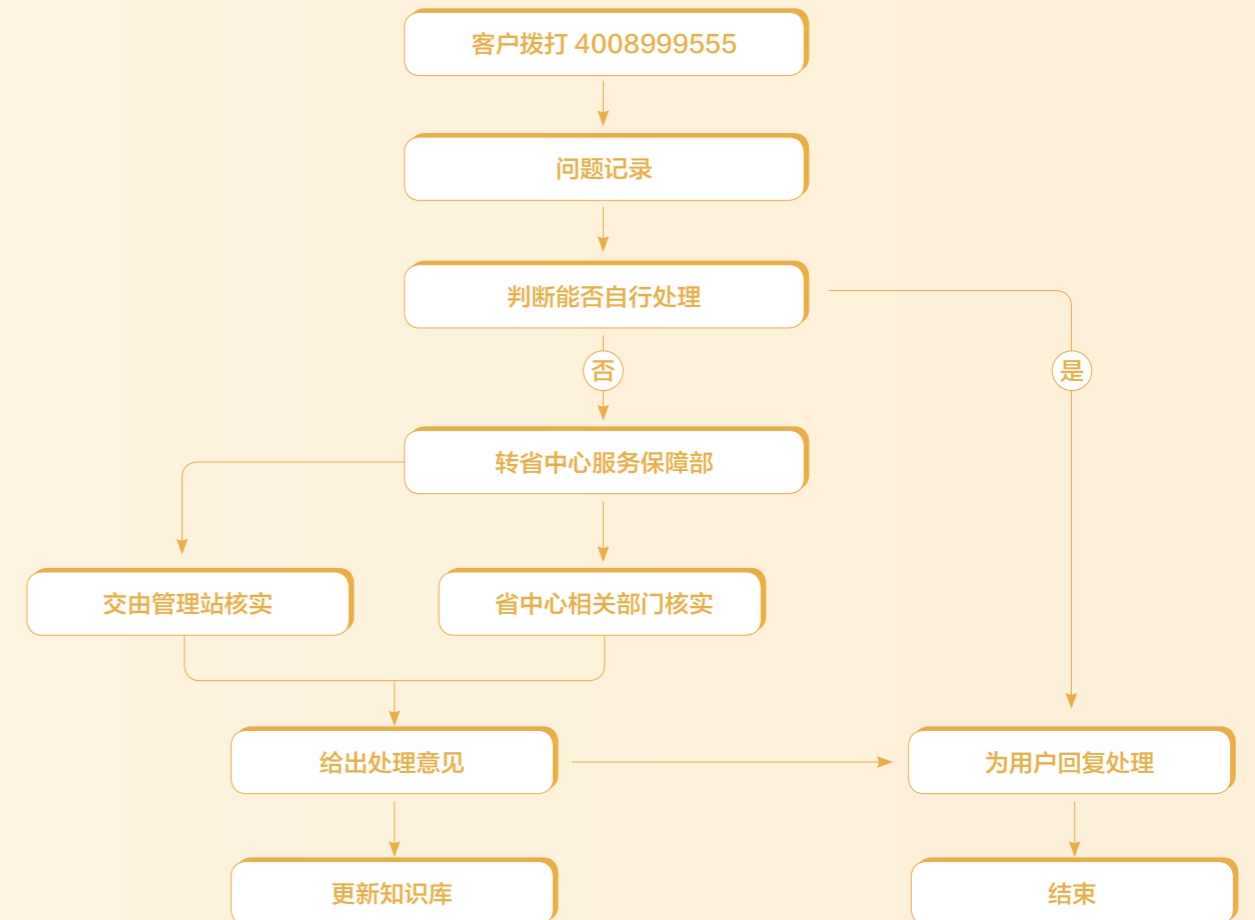 客户拨打 4008999555
问题记录
判断能否自行处理
否
是
转省中心服务保障部
交由管理站核实
省中心相关部门核实
给出处理意见
为用户回复处理
更新知识库
结束